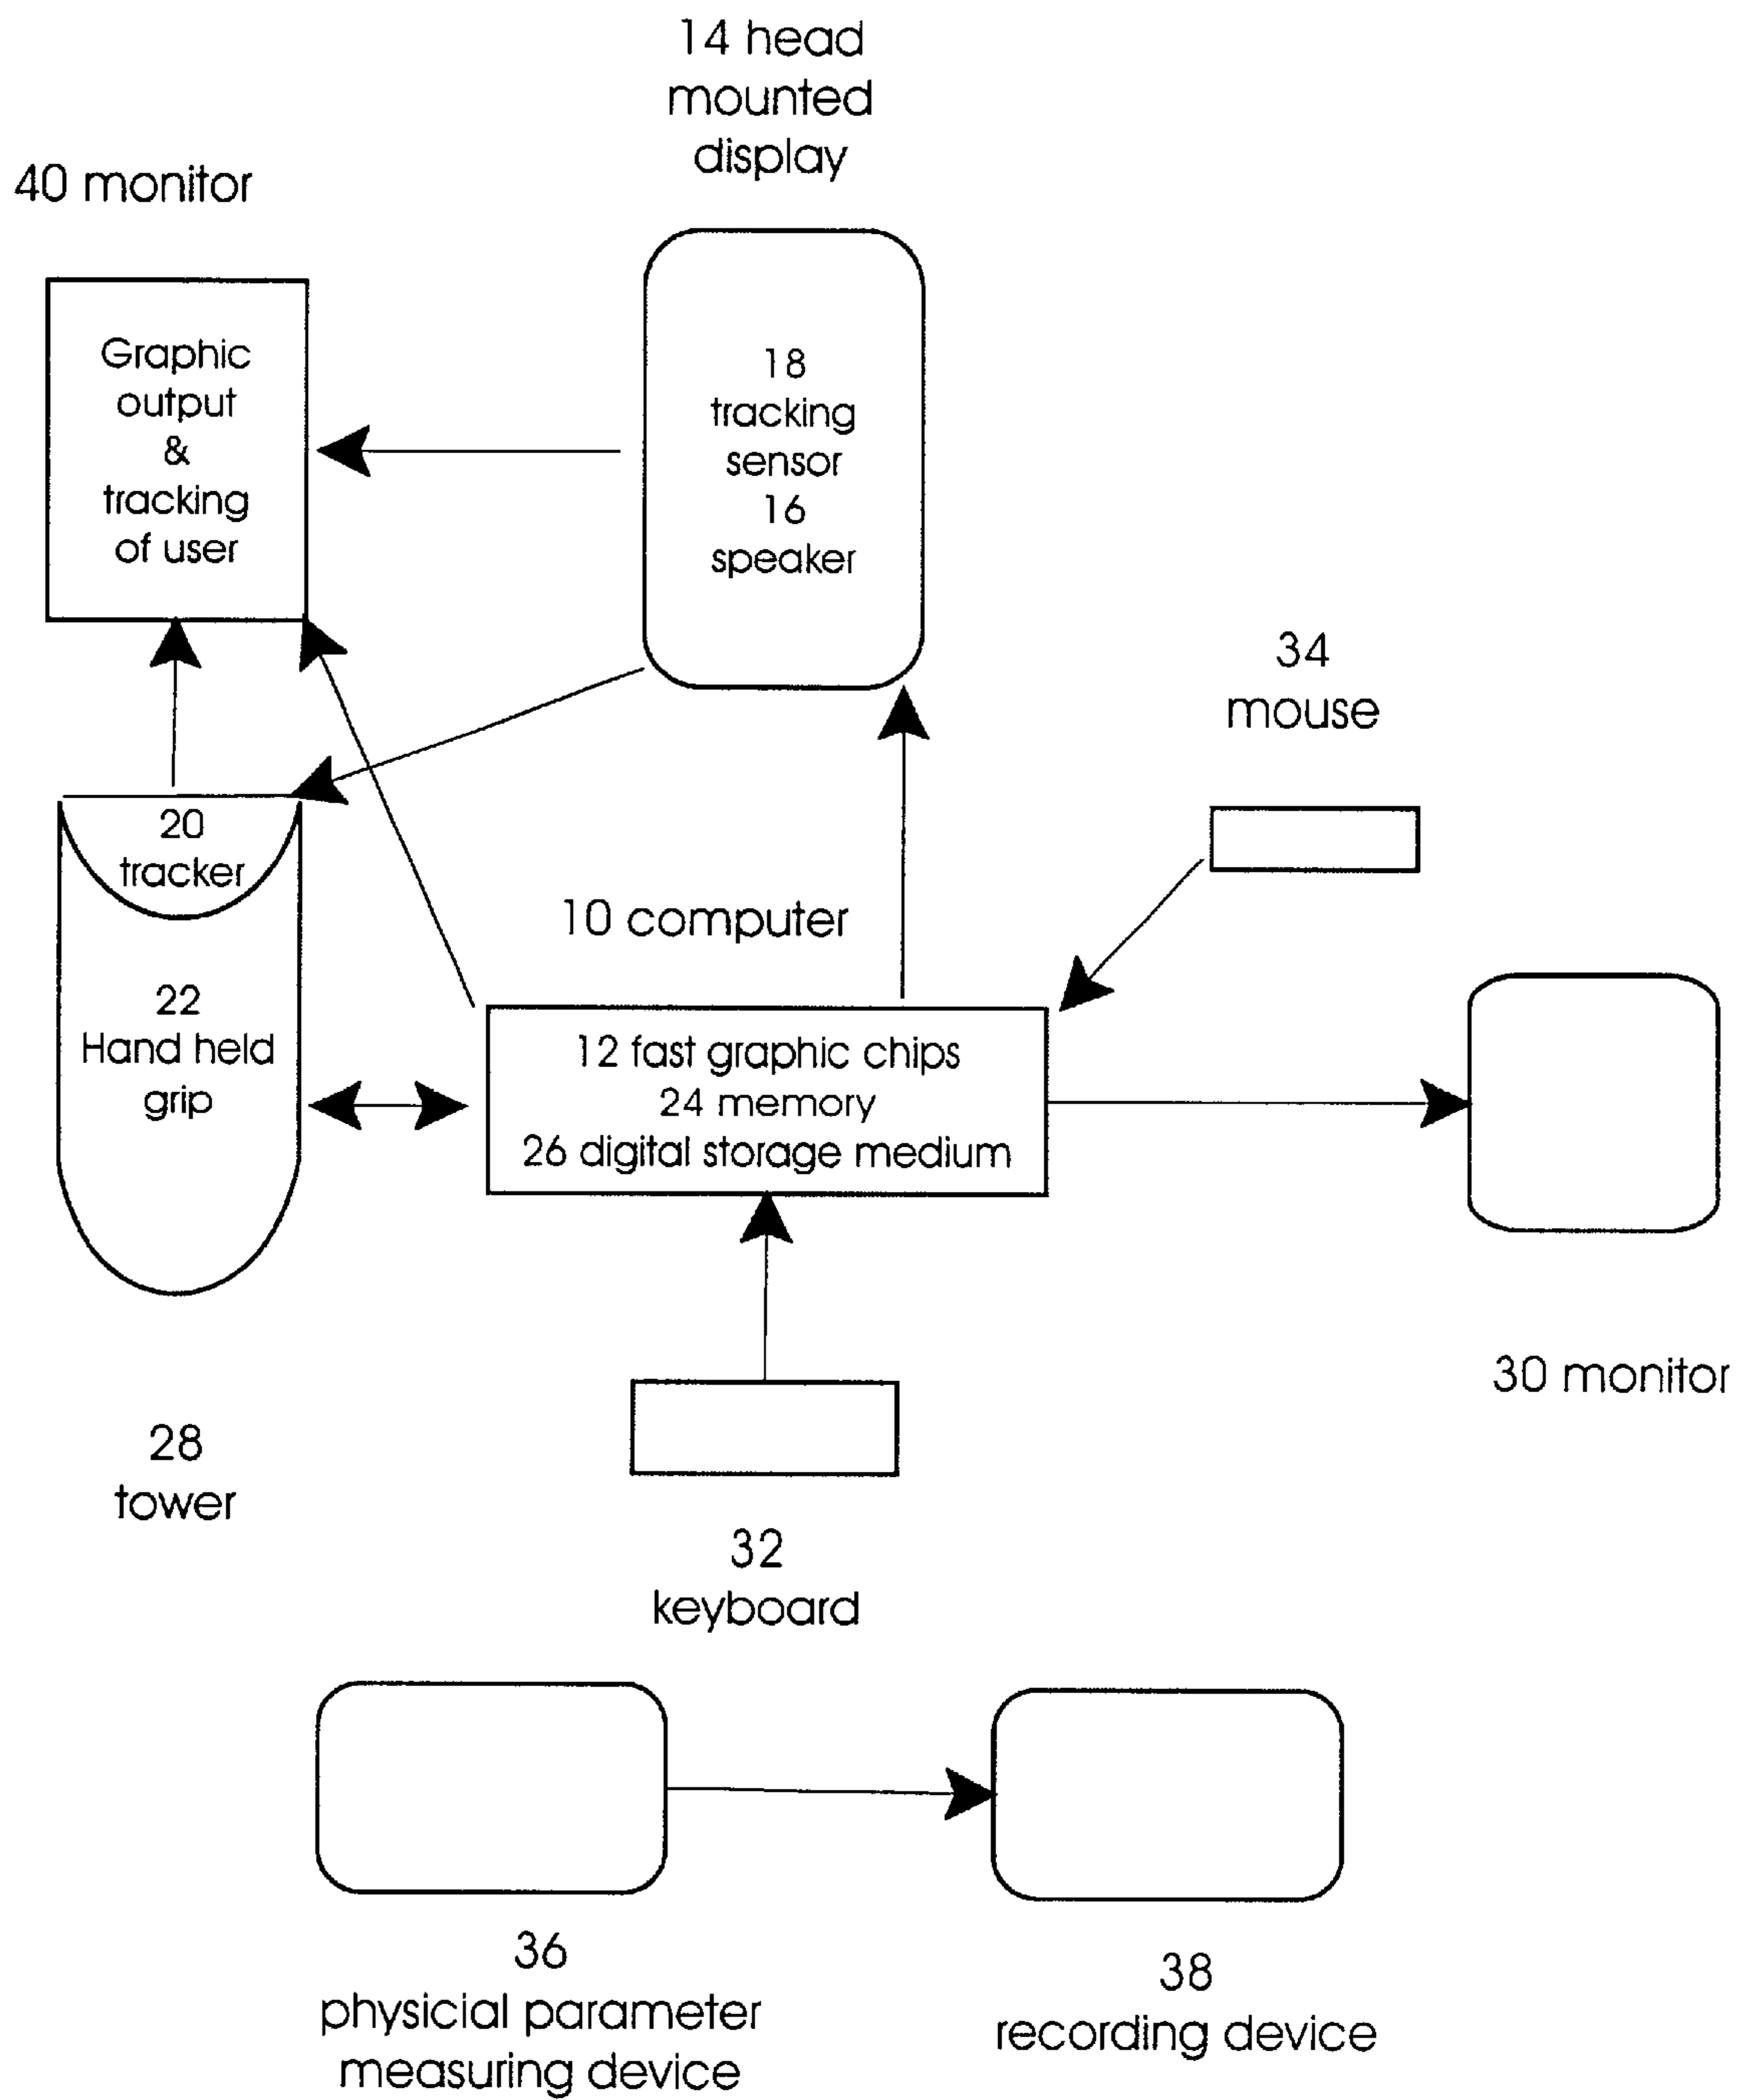 14 head
mounted
display
40 monitor
Graphic
output
&
tracking
of user
18
tracking
sensor
16
speaker
34
mouse
20
tracker
10 computer
22
Hand held
grip
12 fast graphic chips
24 memory
26 digital storage medium
30 monitor
28
tower
32
keyboard
36
physicial parameter
measuring device
38
recording device